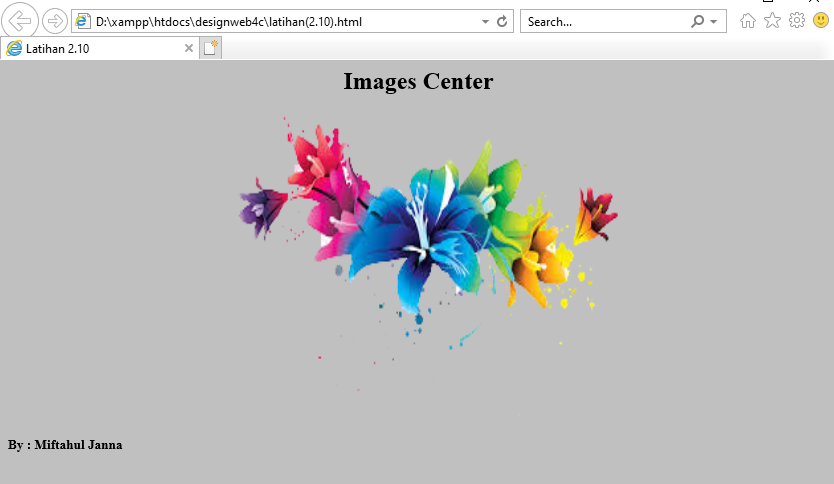 D:\xampp\htdocs\designweb4c\latihan(2.10).html
Search...
Latihan 2.10
Images Center
By : Miftahul Janna